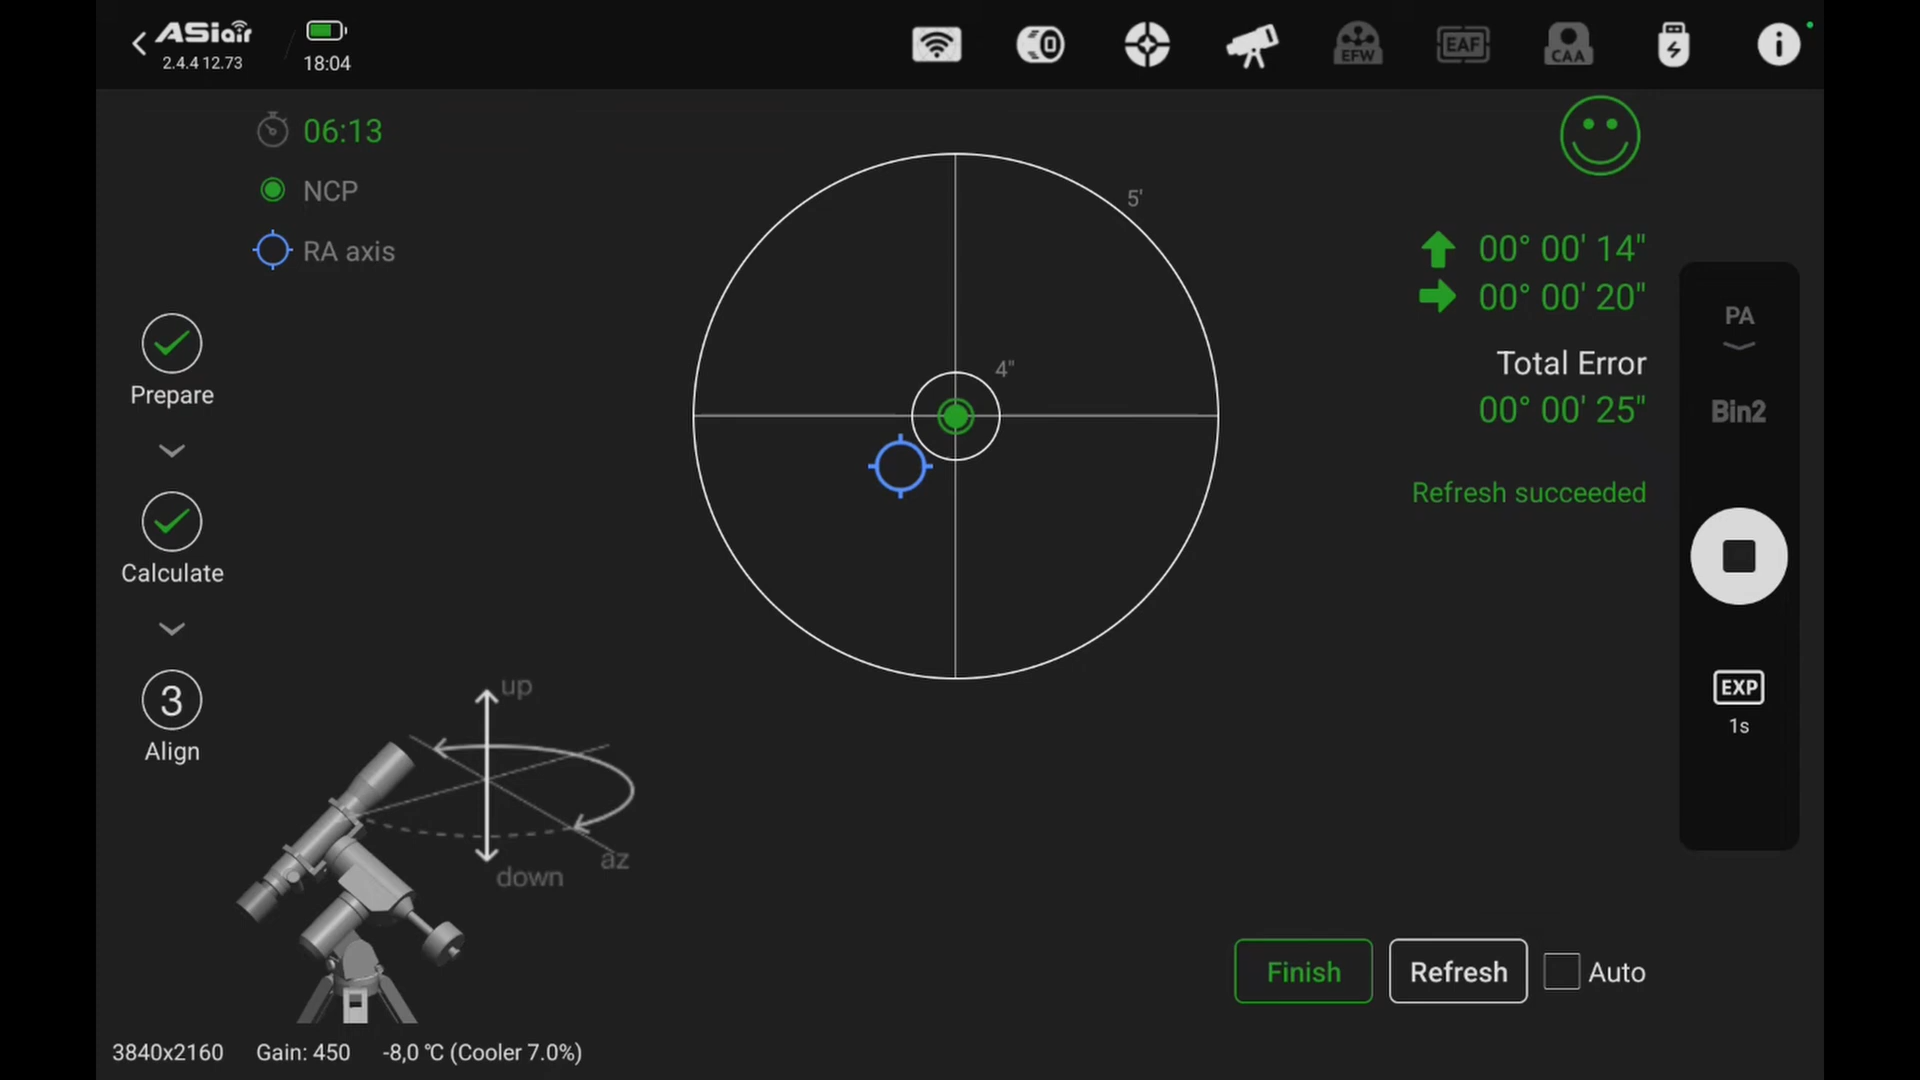 ASiair
2.4.4 12.73
18:04
EFW
EAF
CAA
06:13
NCP
RA axis
5'
4"
00° 00' 14"
00° 00' 20"
Total Error
00° 00' 25"
Refresh succeeded
PA
Bin2
EXP
1s
Prepare
Calculate
3
Align
up
down
az
Finish
Refresh
Auto
3840x2160 Gain: 450 -8,0 ℃ (Cooler 7.0%)